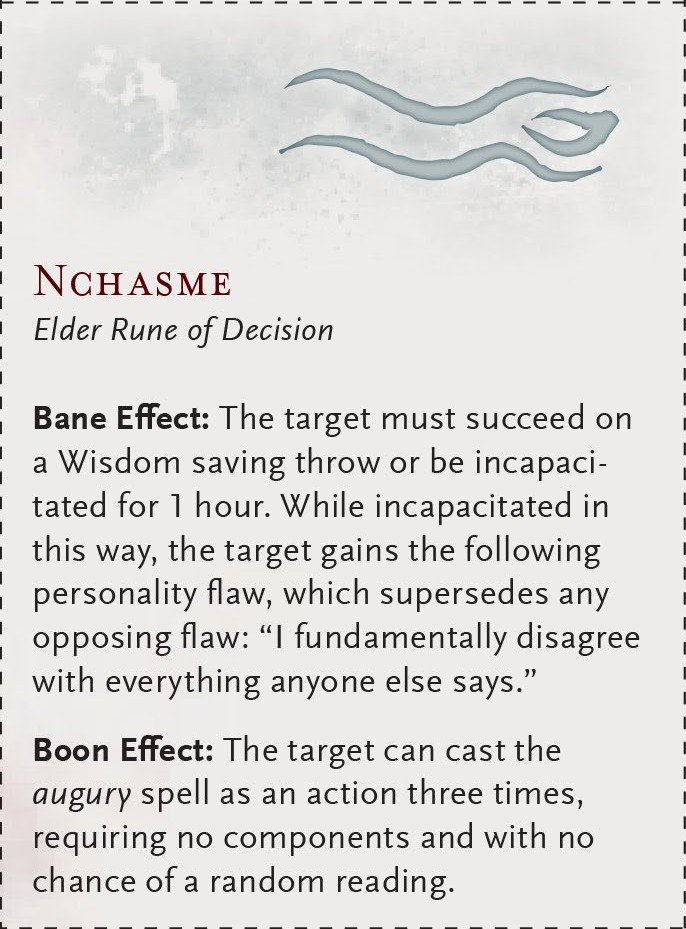 Nchasme
Elder Rune of Decision
Bane Effect: The target must succeed on
a Wisdom saving throw or be incapaci-
tated for 1 hour. While incapacitated in
this way, the target gains the following
personality flaw, which supersedes any
opposing flaw: “I fundamentally disagree
with everything anyone else says.”
Boon Effect: The target can cast the
augury spell as an action three times,
requiring no components and with no
chance of a random reading.